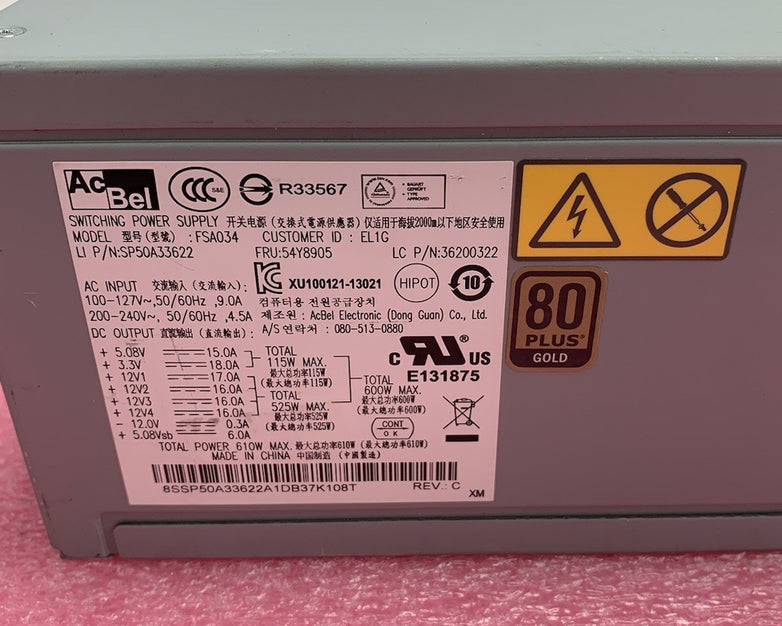 AcBel CCC S&E R33567 BAUART GEPRÜFT TYPE APPROVED
SWITCHING POWER SUPPLY 开关电源 (交换式電源供應器) 仅适用于海拔2000m以下地区安全使用
MODEL 型号(型號) :FSA034 CUSTOMER ID : EL1G
LI P/N:SP50A33622 FRU:54Y8905 LC P/N:36200322
AC INPUT 交流输入 (交流輸入): XU100121-13021 HIPOT 10
100-127V~,50/60Hz ,9.0A 컴퓨터용 전원공급장치
200-240V~, 50/60Hz ,4.5A 제조원 : AcBel Electronic (Dong Guan) Co., Ltd.
DC OUTPUT 直流输出 (直流輸出): A/S 연락처 : 080-513-0880
+ 5.08V 15.0A TOTAL 115W MAX. 最大总功率115W (最大總功率115W)
+ 3.3V 18.0A
+ 12V1 17.0A TOTAL 525W MAX. 最大总功率525W (最大總功率525W)
+ 12V2 16.0A
+ 12V3 16.0A
+ 12V4 16.0A
- 12.0V 0.3A
+ 5.08Vsb 6.0A
TOTAL 600W MAX. 最大总功率600W (最大總功率600W)
C RU ® US
E131875
CONT OK
TOTAL POWER 610W MAX. 最大总功率610W (最大總功率610W)
MADE IN CHINA 中国制造 (中國製造)
8SSP50A33622A1DB37K108T REV.: C XM
80 PLUS® GOLD